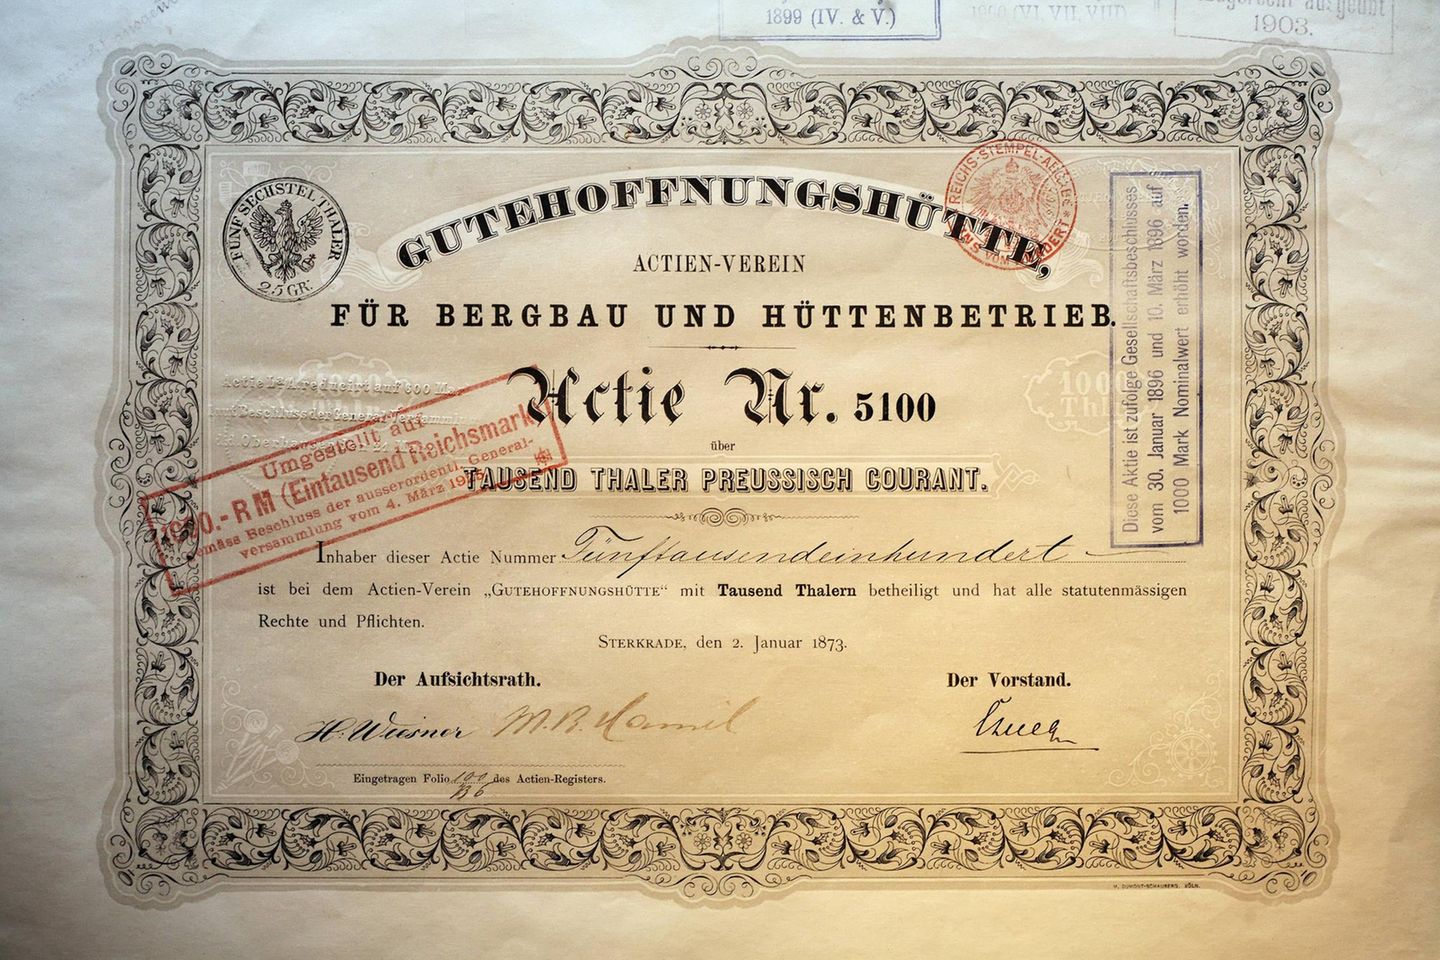 1899 (IV. & V.)
1903.
FÜNF SECHSTEL THALER
25 GR.
GUTEHOFFNUNGSHÜTTE,
REICHS-STEMPEL-ABGABE
ACTIEN-VEREIN
FÜR BERGBAU UND HÜTTENBETRIEB.
Actie Nr. 5100
über
TAUSEND THALER PREUSSISCH COURANT.
1000
Umgestellt auf
1000.-RM (Eintausend Reichsmark)
gemäss Beschluss der ausserordentl. General-
versammlung vom 4. März
Diese Aktie ist zufolge Gesellschaftsbeschlusses
vom 30. Januar 1896 und 10. März 1896 auf
1000 Mark Nominalwert erhöht worden.
Inhaber dieser Actie Nummer Fünftausendeinhundert
ist bei dem Actien-Verein „GUTEHOFFNUNGSHÜTTE“ mit Tausend Thalern betheiligt und hat alle statutenmässigen
Rechte und Pflichten.
STERKRADE, den 2. Januar 1873.
Der Aufsichtsrath. Der Vorstand.
Eingetragen Folio 100 des Actien-Registers.
M. DUMONT-SCHAUBERG, KÖLN.